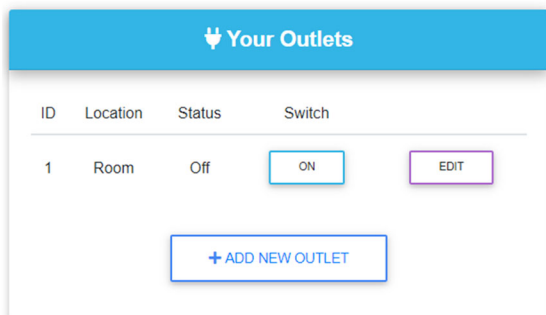 Your Outlets
ID Location Status Switch
1 Room Off ON EDIT
+ ADD NEW OUTLET